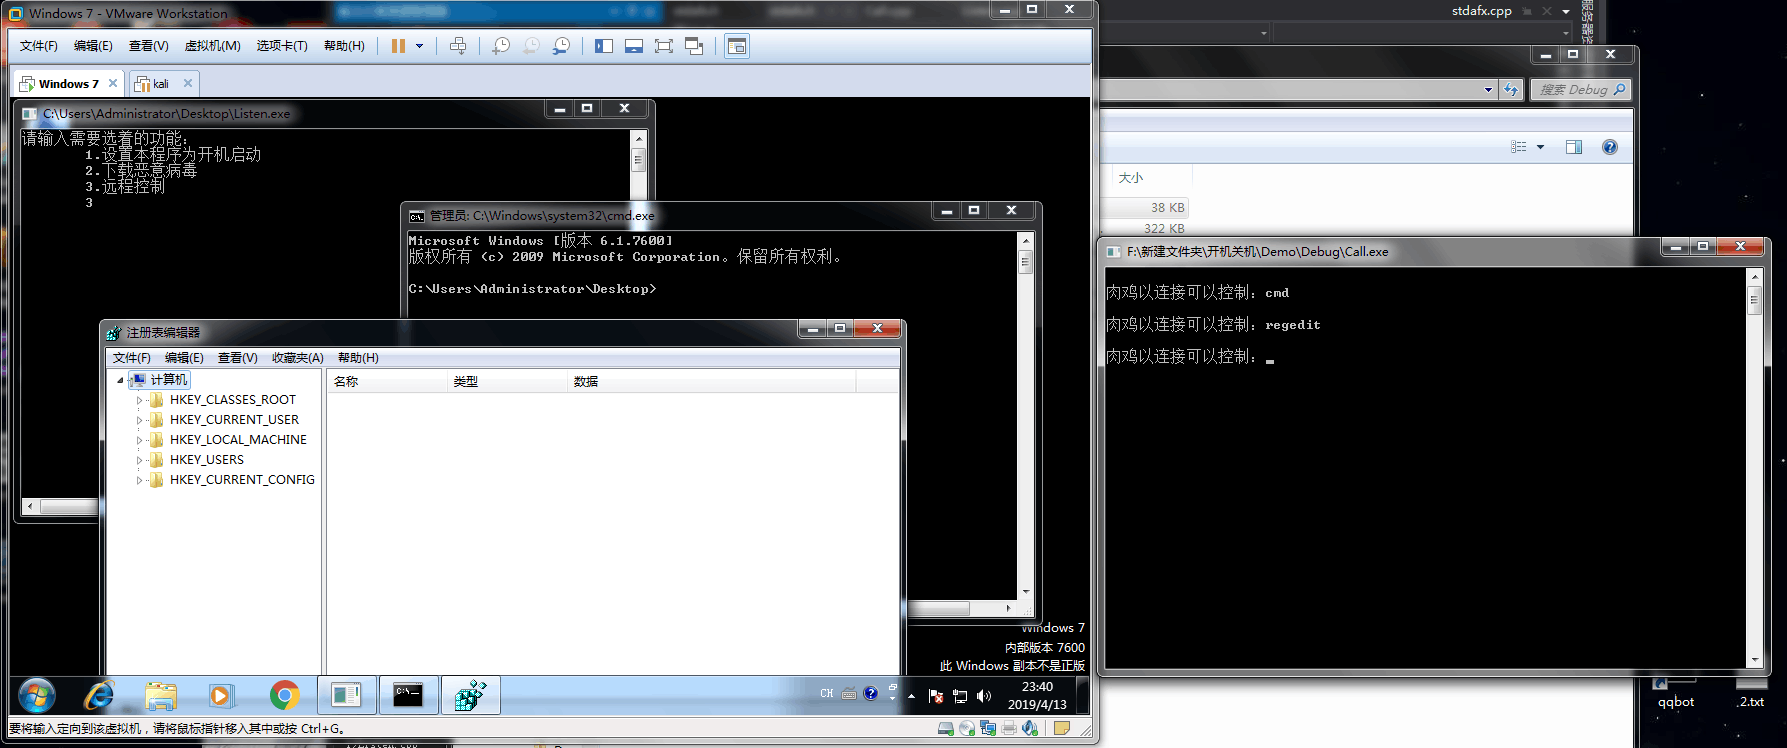 Windows 7 - VMware Workstation
文件(F) 编辑(E) 查看(V) 虚拟机(M) 选项卡(T) 帮助(H)
Windows 7
kali
C:\Users\Administrator\Desktop\Listen.exe
请输入需要选着的功能:
1.设置本程序为开机启动
2.下载恶意病毒
3.远程控制
3
管理员: C:\Windows\system32\cmd.exe
Microsoft Windows [版本 6.1.7600]
版权所有 (c) 2009 Microsoft Corporation。保留所有权利。
C:\Users\Administrator\Desktop>
注册表编辑器
文件(F) 编辑(E) 查看(V) 收藏夹(A) 帮助(H)
计算机
HKEY_CLASSES_ROOT
HKEY_CURRENT_USER
HKEY_LOCAL_MACHINE
HKEY_USERS
HKEY_CURRENT_CONFIG
名称 类型 数据
Windows 7
内部版本 7600
此 Windows 副本不是正版
CH
23:40
2019/4/13
要将输入定向到该虚拟机，请将鼠标指针移入其中或按 Ctrl+G。
stdafx.cpp
搜索 Debug
大小
38 KB
322 KB
F:\新建文件夹\开机关机\Demo\Debug\Call.exe
肉鸡以连接可以控制: cmd
肉鸡以连接可以控制: regedit
肉鸡以连接可以控制:
qqbot
2.txt